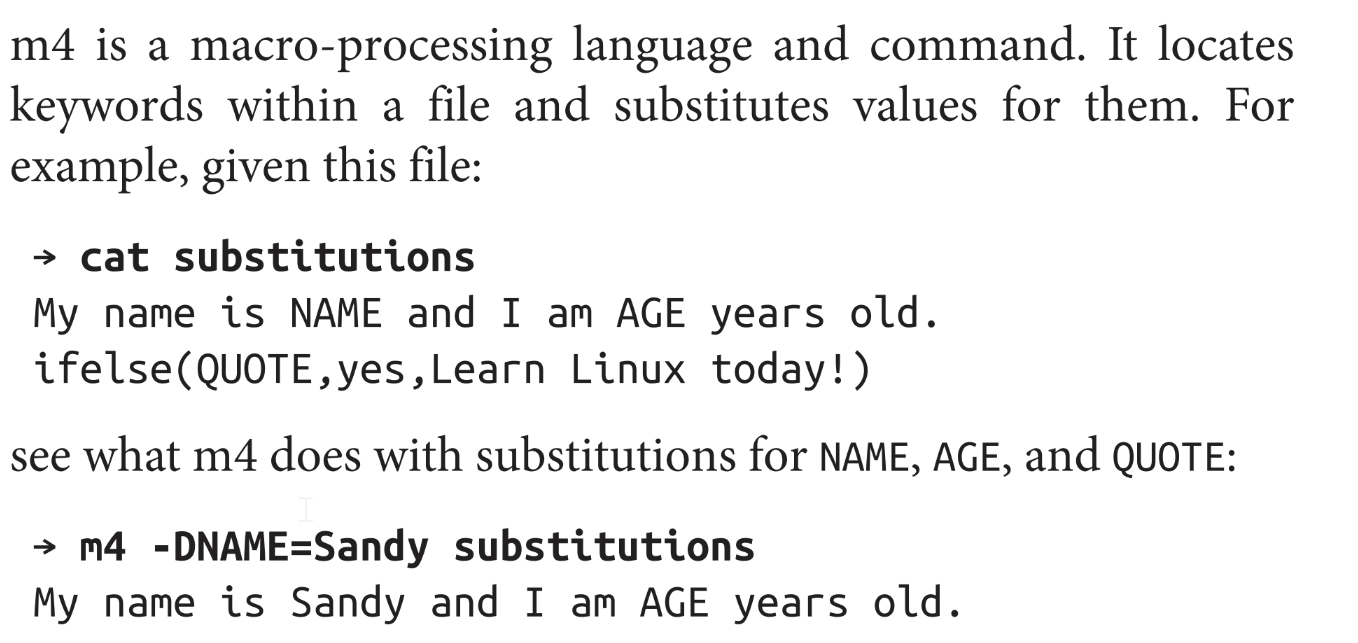 m4 is a macro-processing language and command. It locates
keywords within a file and substitutes values for them. For
example, given this file:
→ cat substitutions
My name is NAME and I am AGE years old.
ifelse(QUOTE,yes,Learn Linux today!)
see what m4 does with substitutions for NAME, AGE, and QUOTE:
→ m4 -DNAME=Sandy substitutions
My name is Sandy and I am AGE years old.